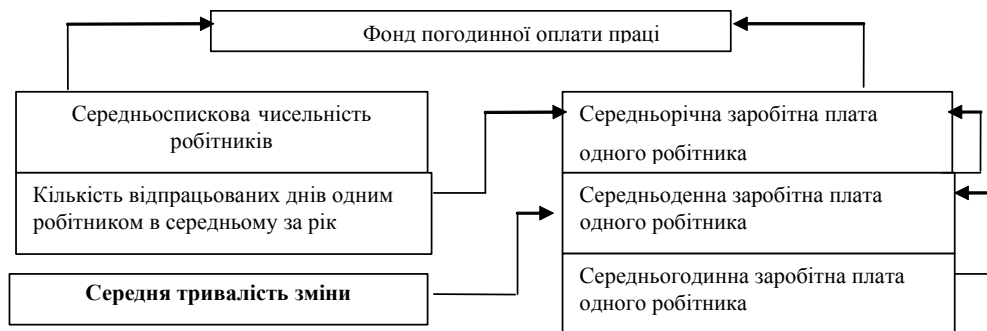 Фонд погодинної оплати праці
Середньоспискова чисельність
робітників
Кількість відпрацьованих днів одним
робітником в середньому за рік
Середня тривалість зміни
Середньорічна заробітна плата
одного робітника
Середньоденна заробітна плата
одного робітника
Середньогодинна заробітна плата
одного робітника